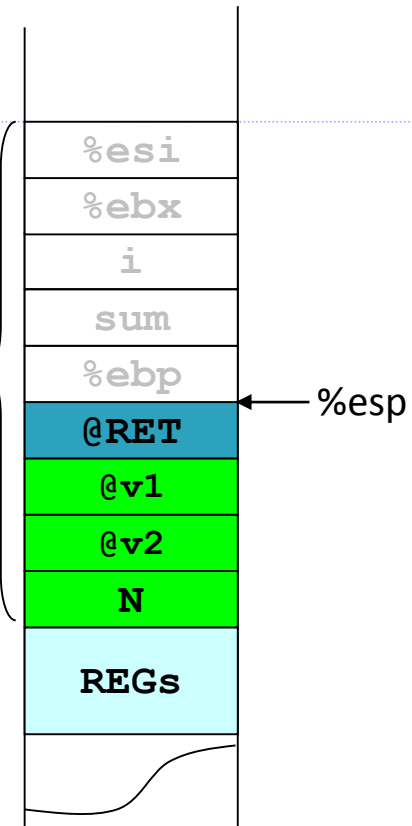 %esi
%ebx
i
sum
%ebp
%esp
@RET
@v1
@v2
N
REGs